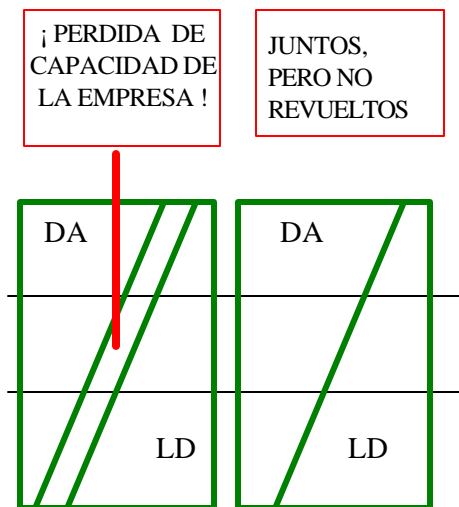 ¡ PERDIDA DE
CAPACIDAD DE
LA EMPRESA !
JUNTOS,
PERO NO
REVUELTOS
DA
LD
DA
LD